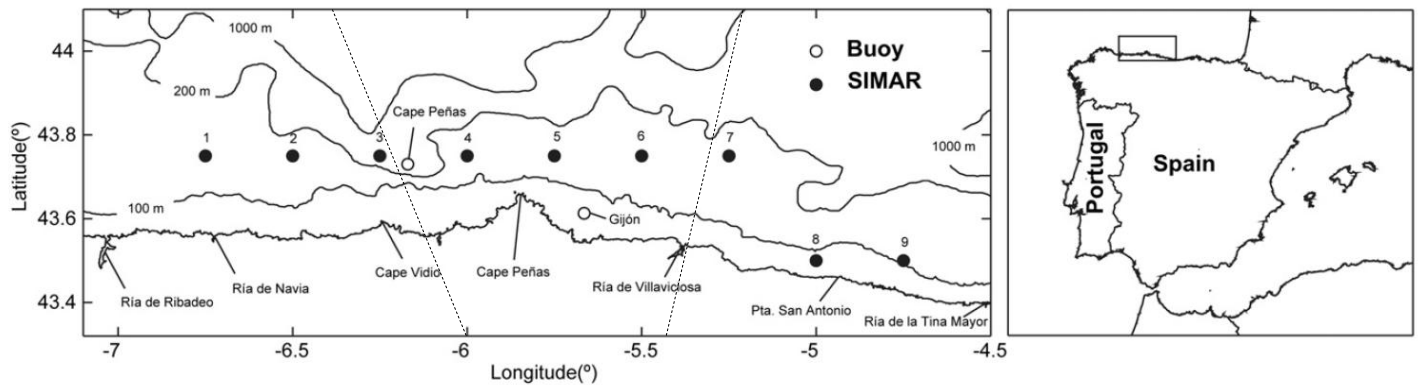 1000 m
44
200 m
Buoy
SIMAR
Cape Peñas
43.8
1
2
3
4
5
6
7
1000 m
Latitude(º)
43.6
100 m
Gijón
8
9
Cape Vidio
Cape Peñas
Ría de Villaviciosa
Ría de Navia
Ría de Ribadeo
43.4
Pta. San Antonio
Ría de la Tina Mayor
-7
-6.5
-6
-5.5
-5
-4.5
Longitude(º)
Portugal
Spain